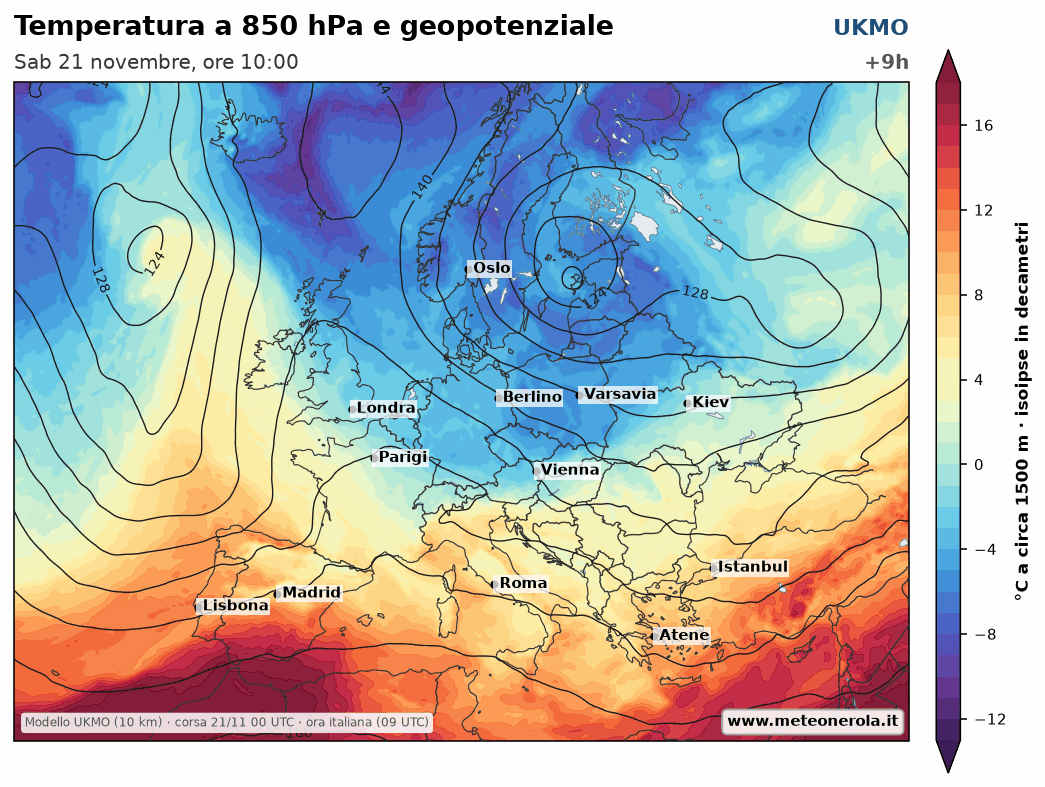 Temperatura a 850 hPa e geopotenziale
UKMO
Sab 21 novembre, ore 10:00
+9h
140
124
128
128
124
Oslo
Londra
Berlino
Varsavia
Kiev
Parigi
Vienna
Istanbul
Roma
Madrid
Lisbona
Atene
Modello UKMO (10 km) · corsa 21/11 00 UTC · ora italiana (09 UTC)
www.meteonerola.it
16
12
8
4
0
−4
−8
−12
°C a circa 1500 m · isoipse in decametri